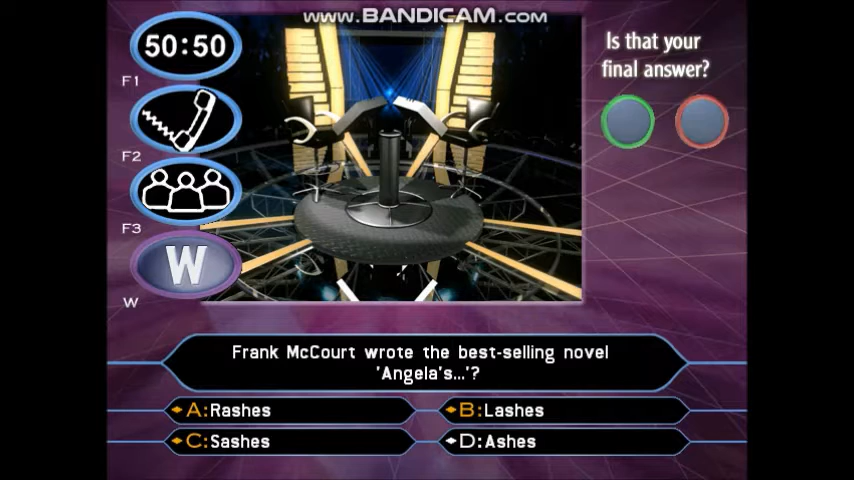 www.BANDICAM.com
50:50
Is that your
final answer?
F1
F2
F3
W
W
Frank McCourt wrote the best-selling novel
'Angela's...'?
A:Rashes
B:Lashes
C:Sashes
D:Ashes